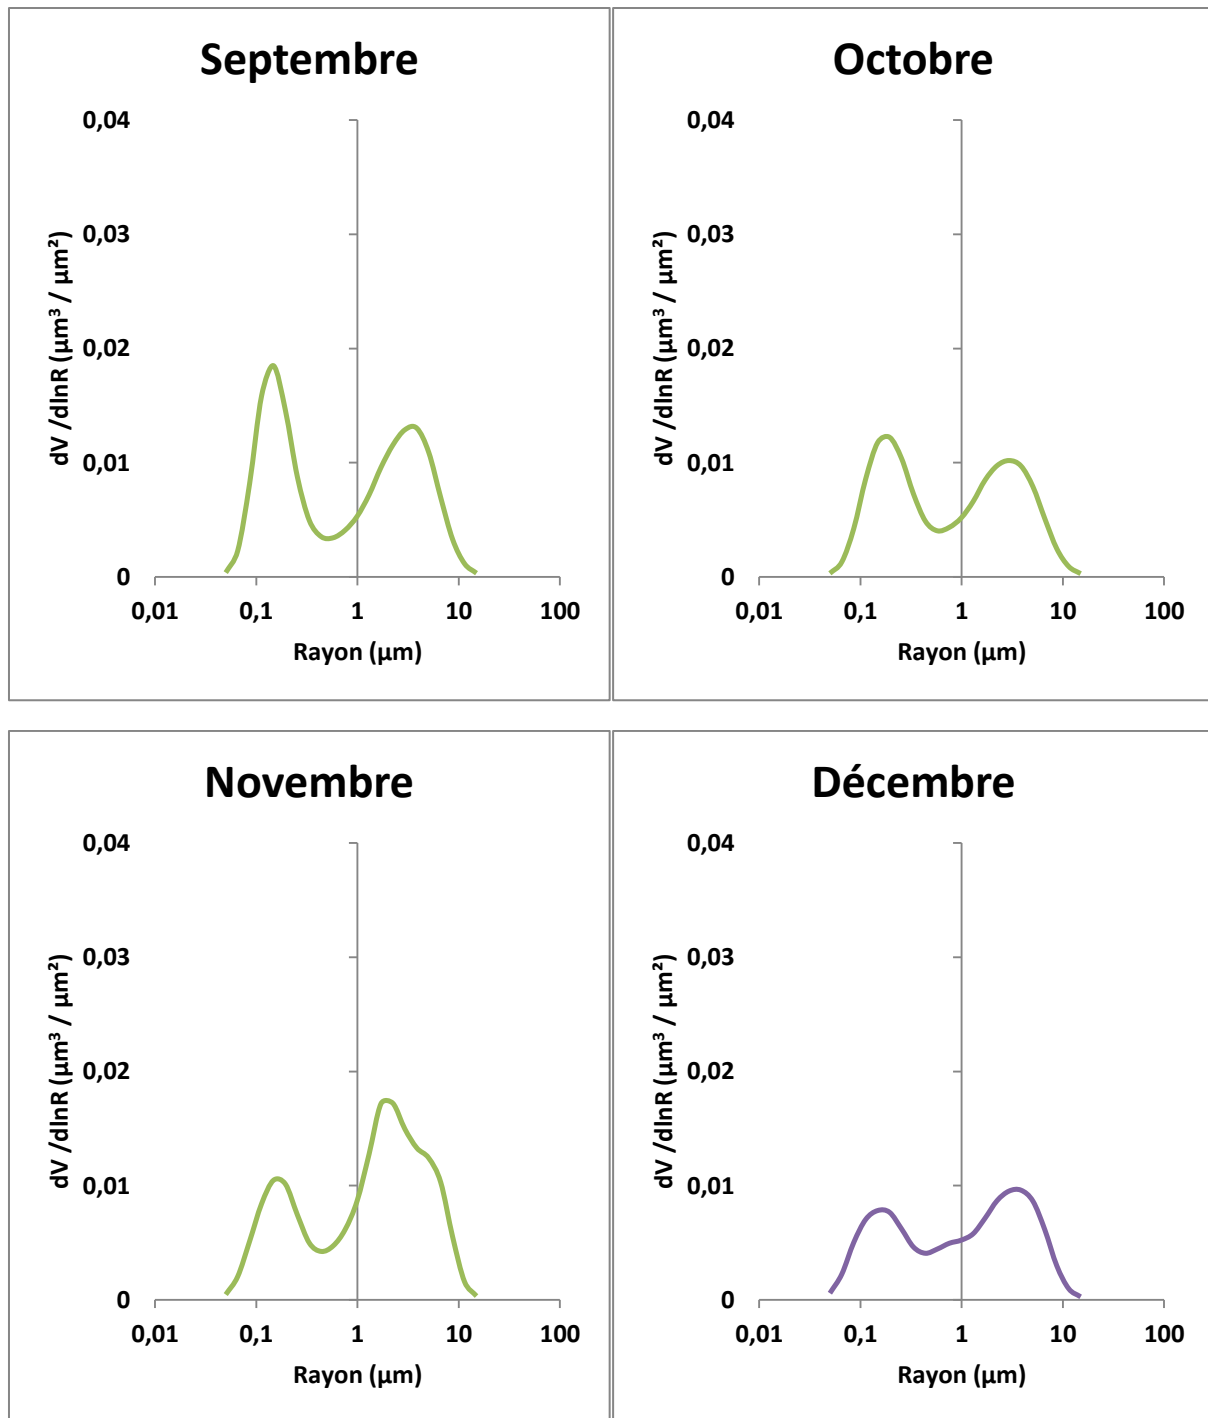 Septembre
0,04
0,03
0,02
0,01
0
dV /dlnR (µm³ / µm²)
0,01 0,1 1 10 100
Rayon (µm)
Octobre
0,04
0,03
0,02
0,01
0
dV /dlnR (µm³ / µm²)
0,01 0,1 1 10 100
Rayon (µm)
Novembre
0,04
0,03
0,02
0,01
0
dV /dlnR (µm³ / µm²)
0,01 0,1 1 10 100
Rayon (µm)
Décembre
0,04
0,03
0,02
0,01
0
dV /dlnR (µm³ / µm²)
0,01 0,1 1 10 100
Rayon (µm)